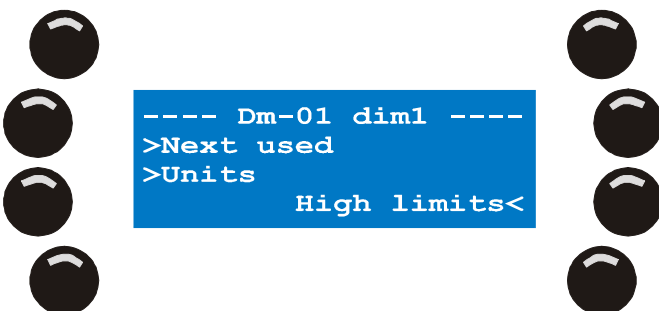 ---- Dm-01 dim1 ----
>Next used
>Units
High limits<